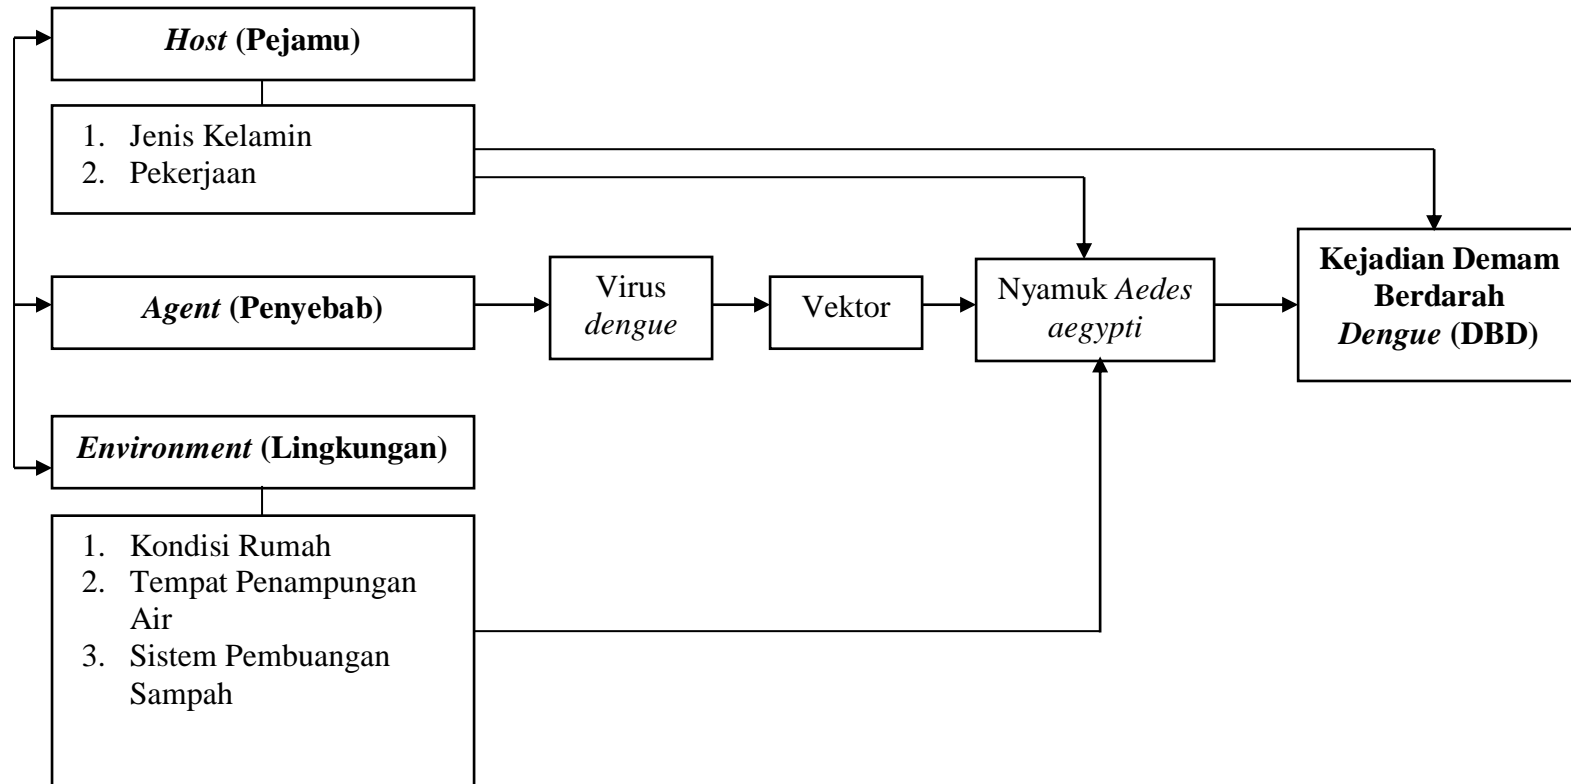 Host (Pejamu)
1. Jenis Kelamin
2. Pekerjaan
Agent (Penyebab)
Virus
dengue
Vektor
Nyamuk Aedes
aegypti
Kejadian Demam
Berdarah
Dengue (DBD)
Environment (Lingkungan)
1. Kondisi Rumah
2. Tempat Penampungan
Air
3. Sistem Pembuangan
Sampah